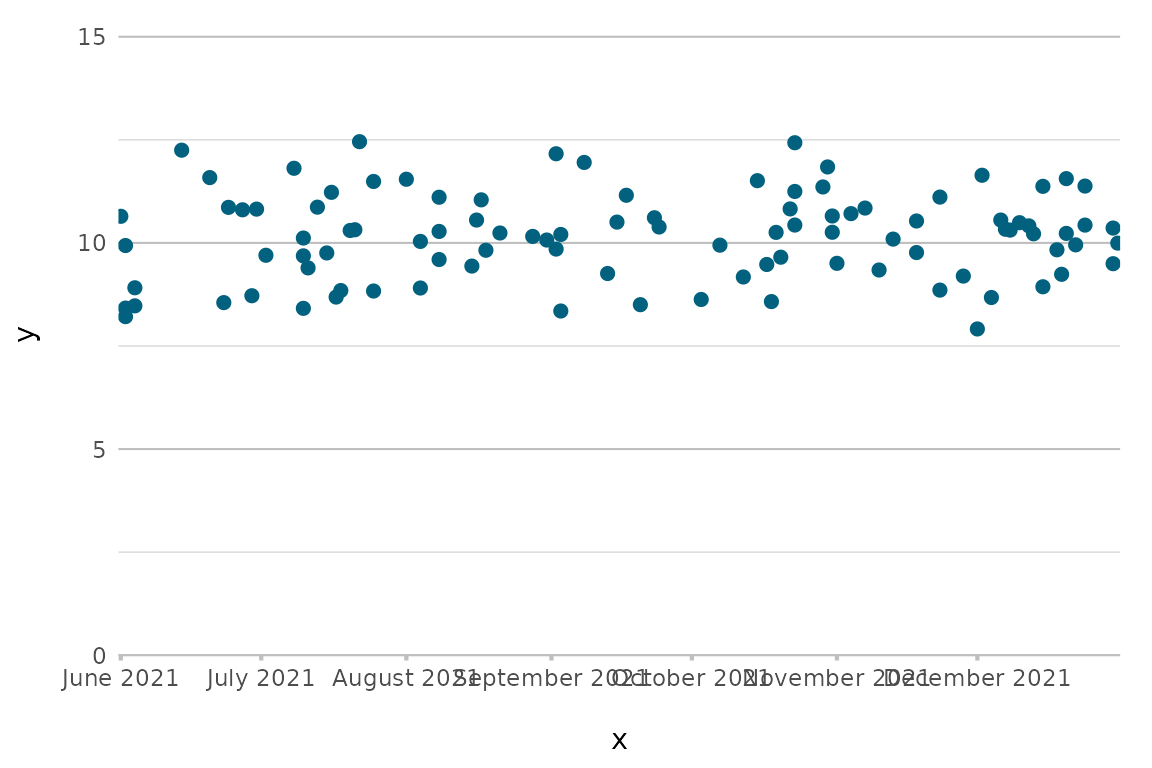 15
10
5
0
y
June 2021
July 2021
August 2021
September 2021
October 2021
November 2021
December 2021
x